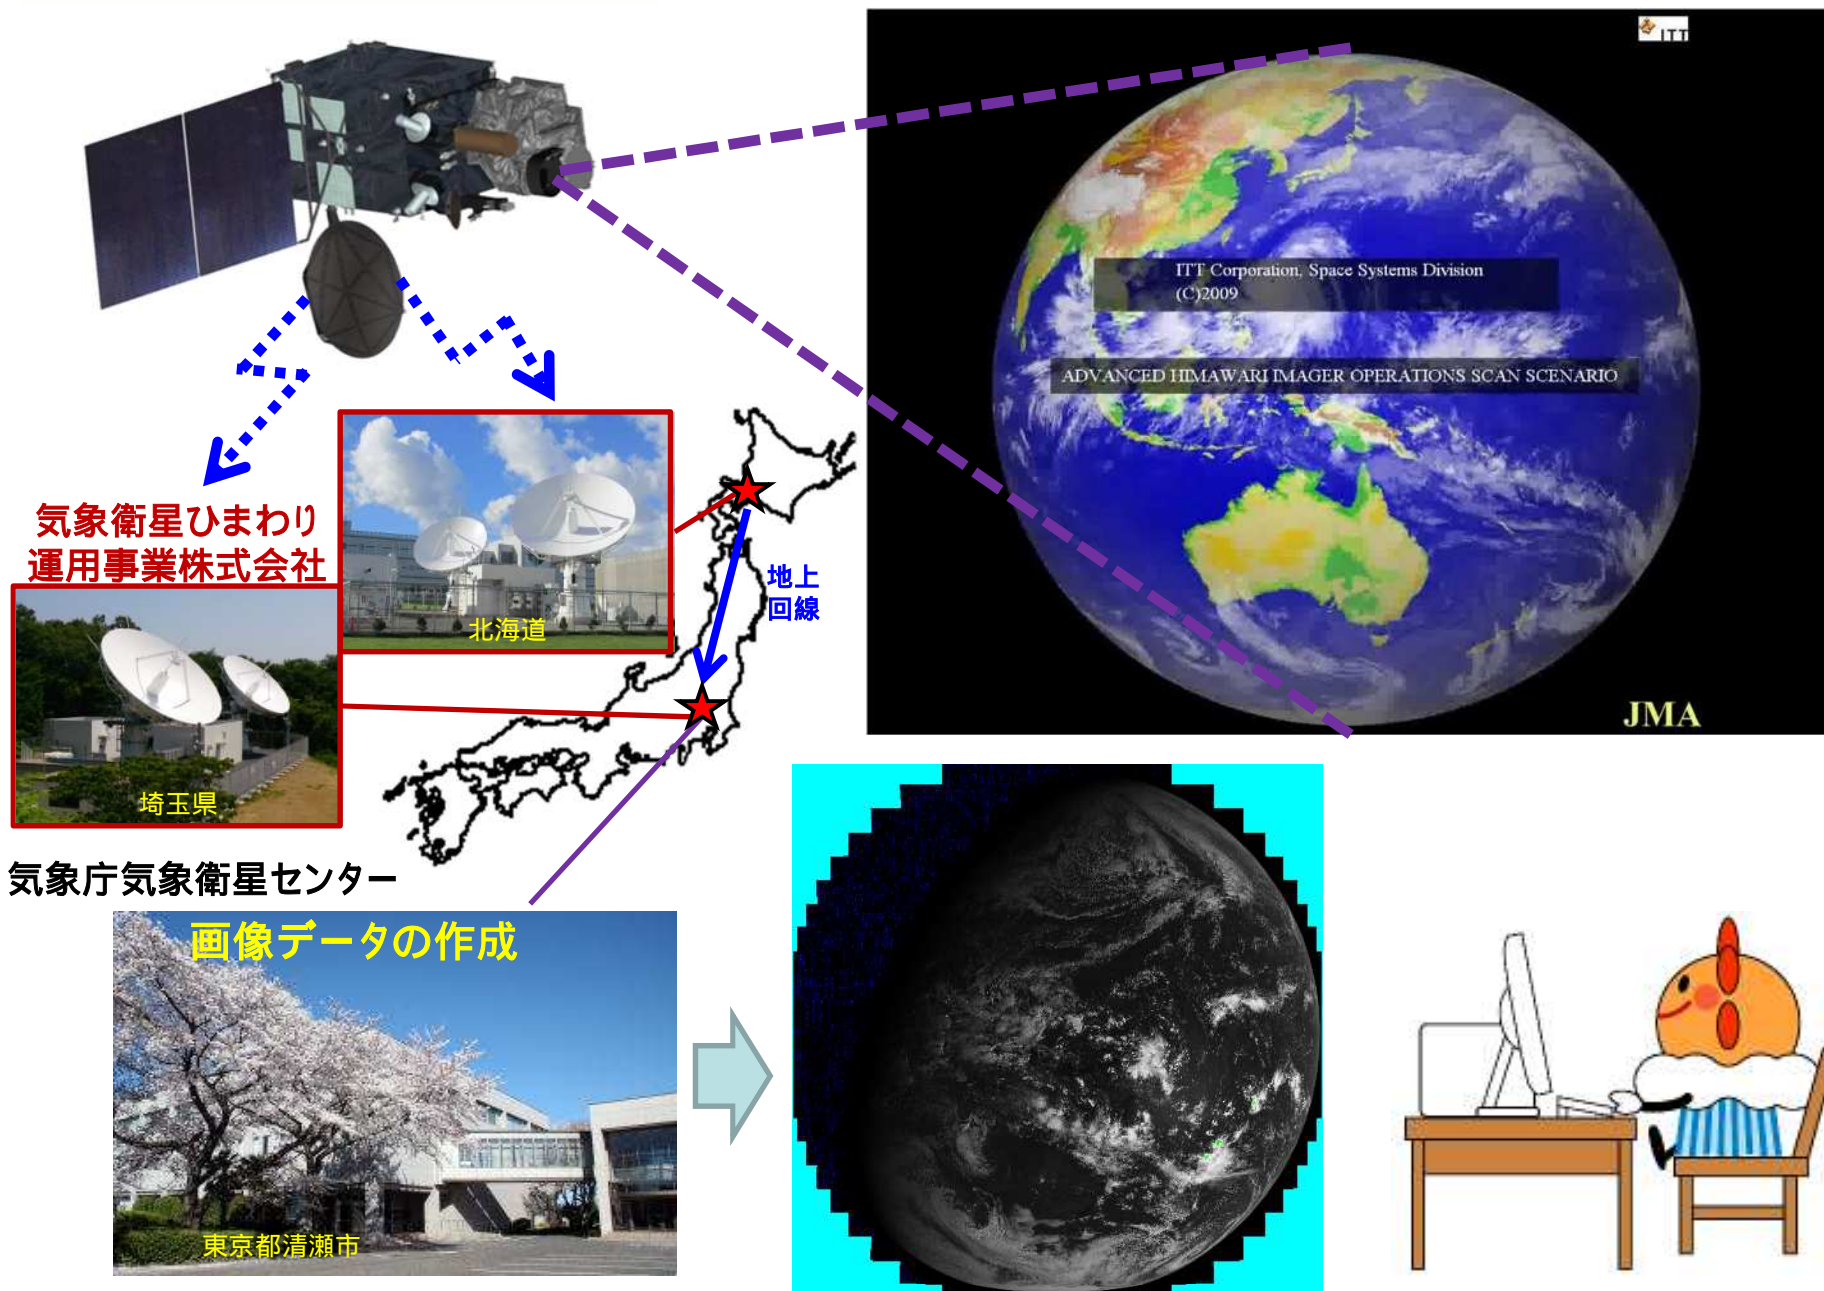 ITT
ITT Corporation, Space Systems Division
(C)2009
ADVANCED HIMAWARI IMAGER OPERATIONS SCAN SCENARIO
JMA
気象衛星ひまわり
運用事業株式会社
北海道
地上
回線
埼玉県
気象庁気象衛星センター
画像データの作成
東京都清瀬市